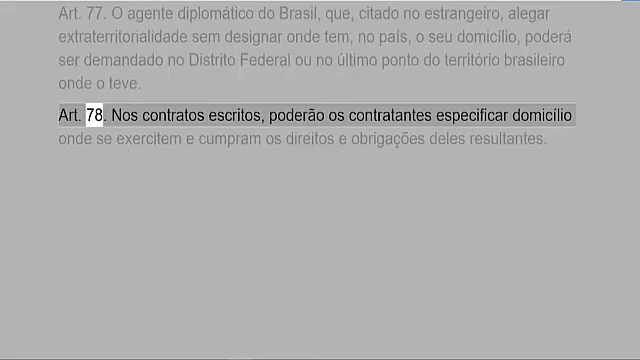 Art. 77. O agente diplomático do Brasil, que, citado no estrangeiro, alegar
extraterritorialidade sem designar onde tem, no país, o seu domicílio, poderá
ser demandado no Distrito Federal ou no último ponto do território brasileiro
onde o teve.
Art. 78. Nos contratos escritos, poderão os contratantes especificar domicílio
onde se exercitem e cumpram os direitos e obrigações deles resultantes.